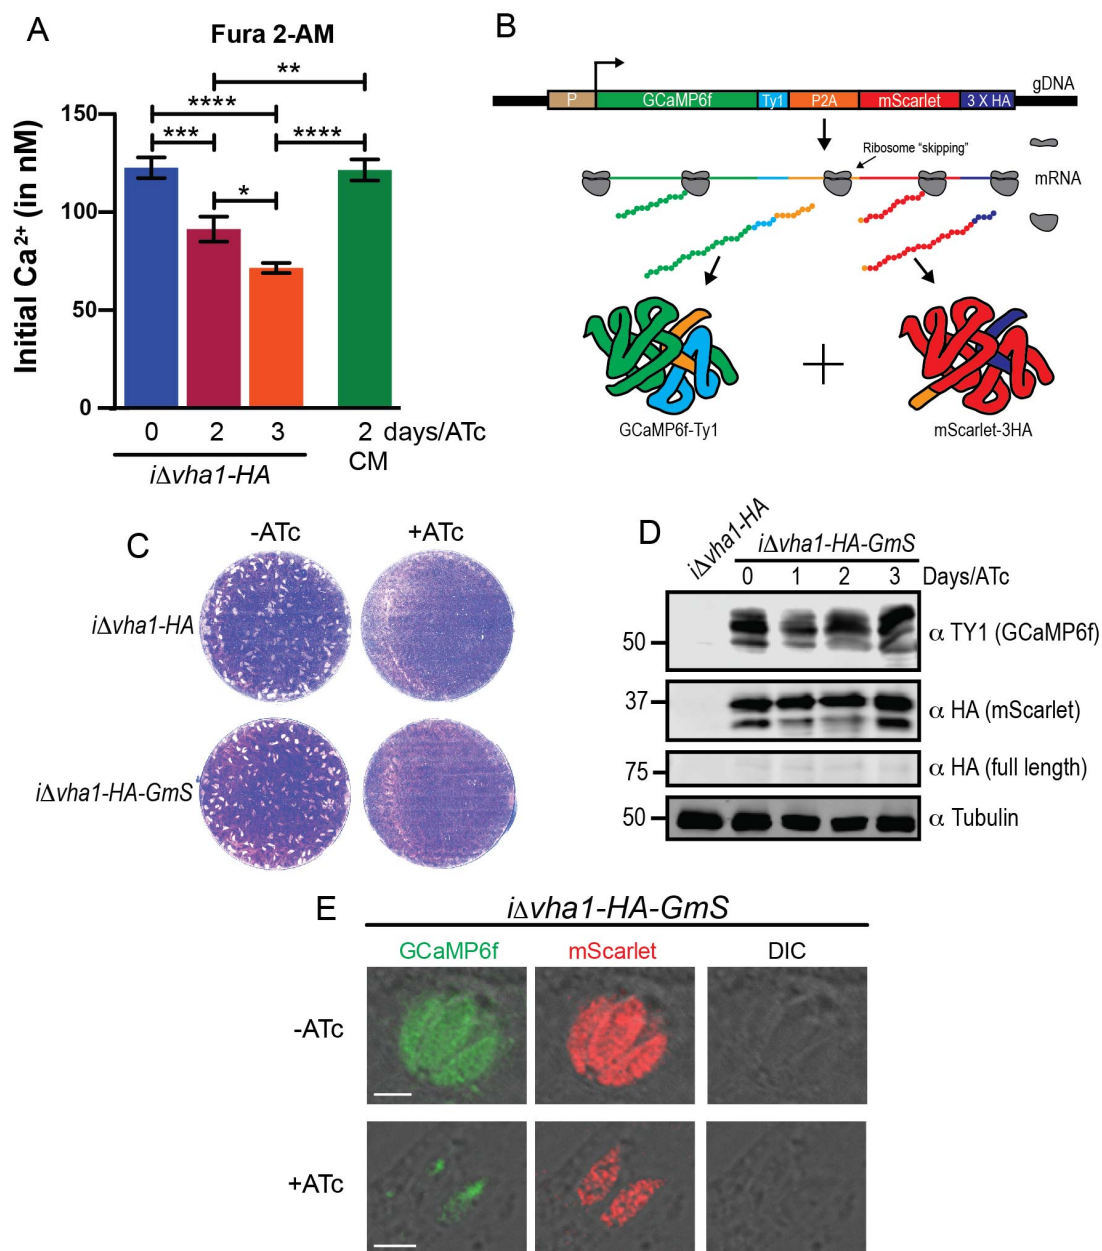 A
Fura 2-AM
**
****
*** ****
*
Initial Ca2+ (in nM)
150
100
50
0
0 2 3 2 days/ATc
iΔvha1-HA CM
B
P GCaMP6f Ty1 P2A mScarlet 3 X HA gDNA
Ribosome “skipping”
mRNA
GCaMP6f-Ty1 + mScarlet-3HA
C
-ATc +ATc
iΔvha1-HA
iΔvha1-HA-GmS
D
iΔvha1-HA iΔvha1-HA-GmS
0 1 2 3 Days/ATc
50 α TY1 (GCaMP6f)
37 α HA (mScarlet)
75 α HA (full length)
50 α Tubulin
E
iΔvha1-HA-GmS
GCaMP6f mScarlet DIC
-ATc
+ATc